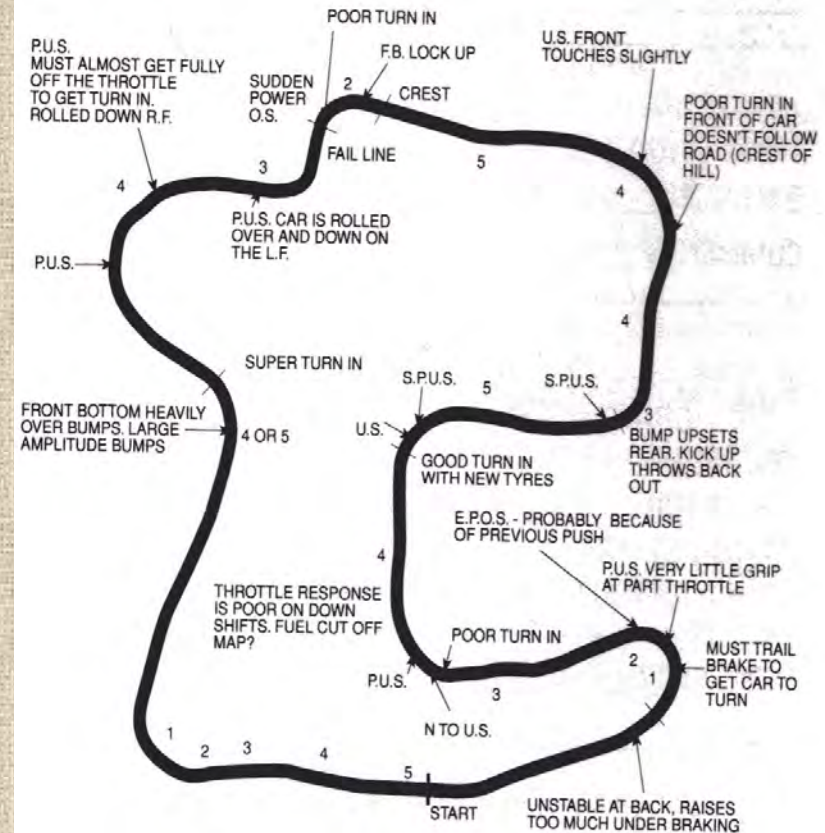 POOR TURN IN
F.B. LOCK UP
2
CREST
SUDDEN
POWER
O.S.
FAIL LINE
P.U.S.
MUST ALMOST GET FULLY
OFF THE THROTTLE
TO GET TURN IN.
ROLLED DOWN R.F.
4
3
P.U.S. CAR IS ROLLED
OVER AND DOWN ON
THE L.F.
U.S. FRONT
TOUCHES SLIGHTLY
5
4
POOR TURN IN
FRONT OF CAR
DOESN'T FOLLOW
ROAD (CREST OF
HILL)
4
P.U.S.
SUPER TURN IN
FRONT BOTTOM HEAVILY
OVER BUMPS. LARGE
AMPLITUDE BUMPS
4 OR 5
S.P.U.S.
5
S.P.U.S.
3
U.S.
GOOD TURN IN
WITH NEW TYRES
BUMP UPSETS
REAR. KICK UP
THROWS BACK
OUT
E.P.O.S. - PROBABLY BECAUSE
OF PREVIOUS PUSH
4
P.U.S. VERY LITTLE GRIP
AT PART THROTTLE
THROTTLE RESPONSE
IS POOR ON DOWN
SHIFTS. FUEL CUT OFF
MAP?
POOR TURN IN
P.U.S.
3
N TO U.S.
2
1
MUST TRAIL
BRAKE TO
GET CAR TO
TURN
1
2
3
4
5
START
UNSTABLE AT BACK, RAISES
TOO MUCH UNDER BRAKING